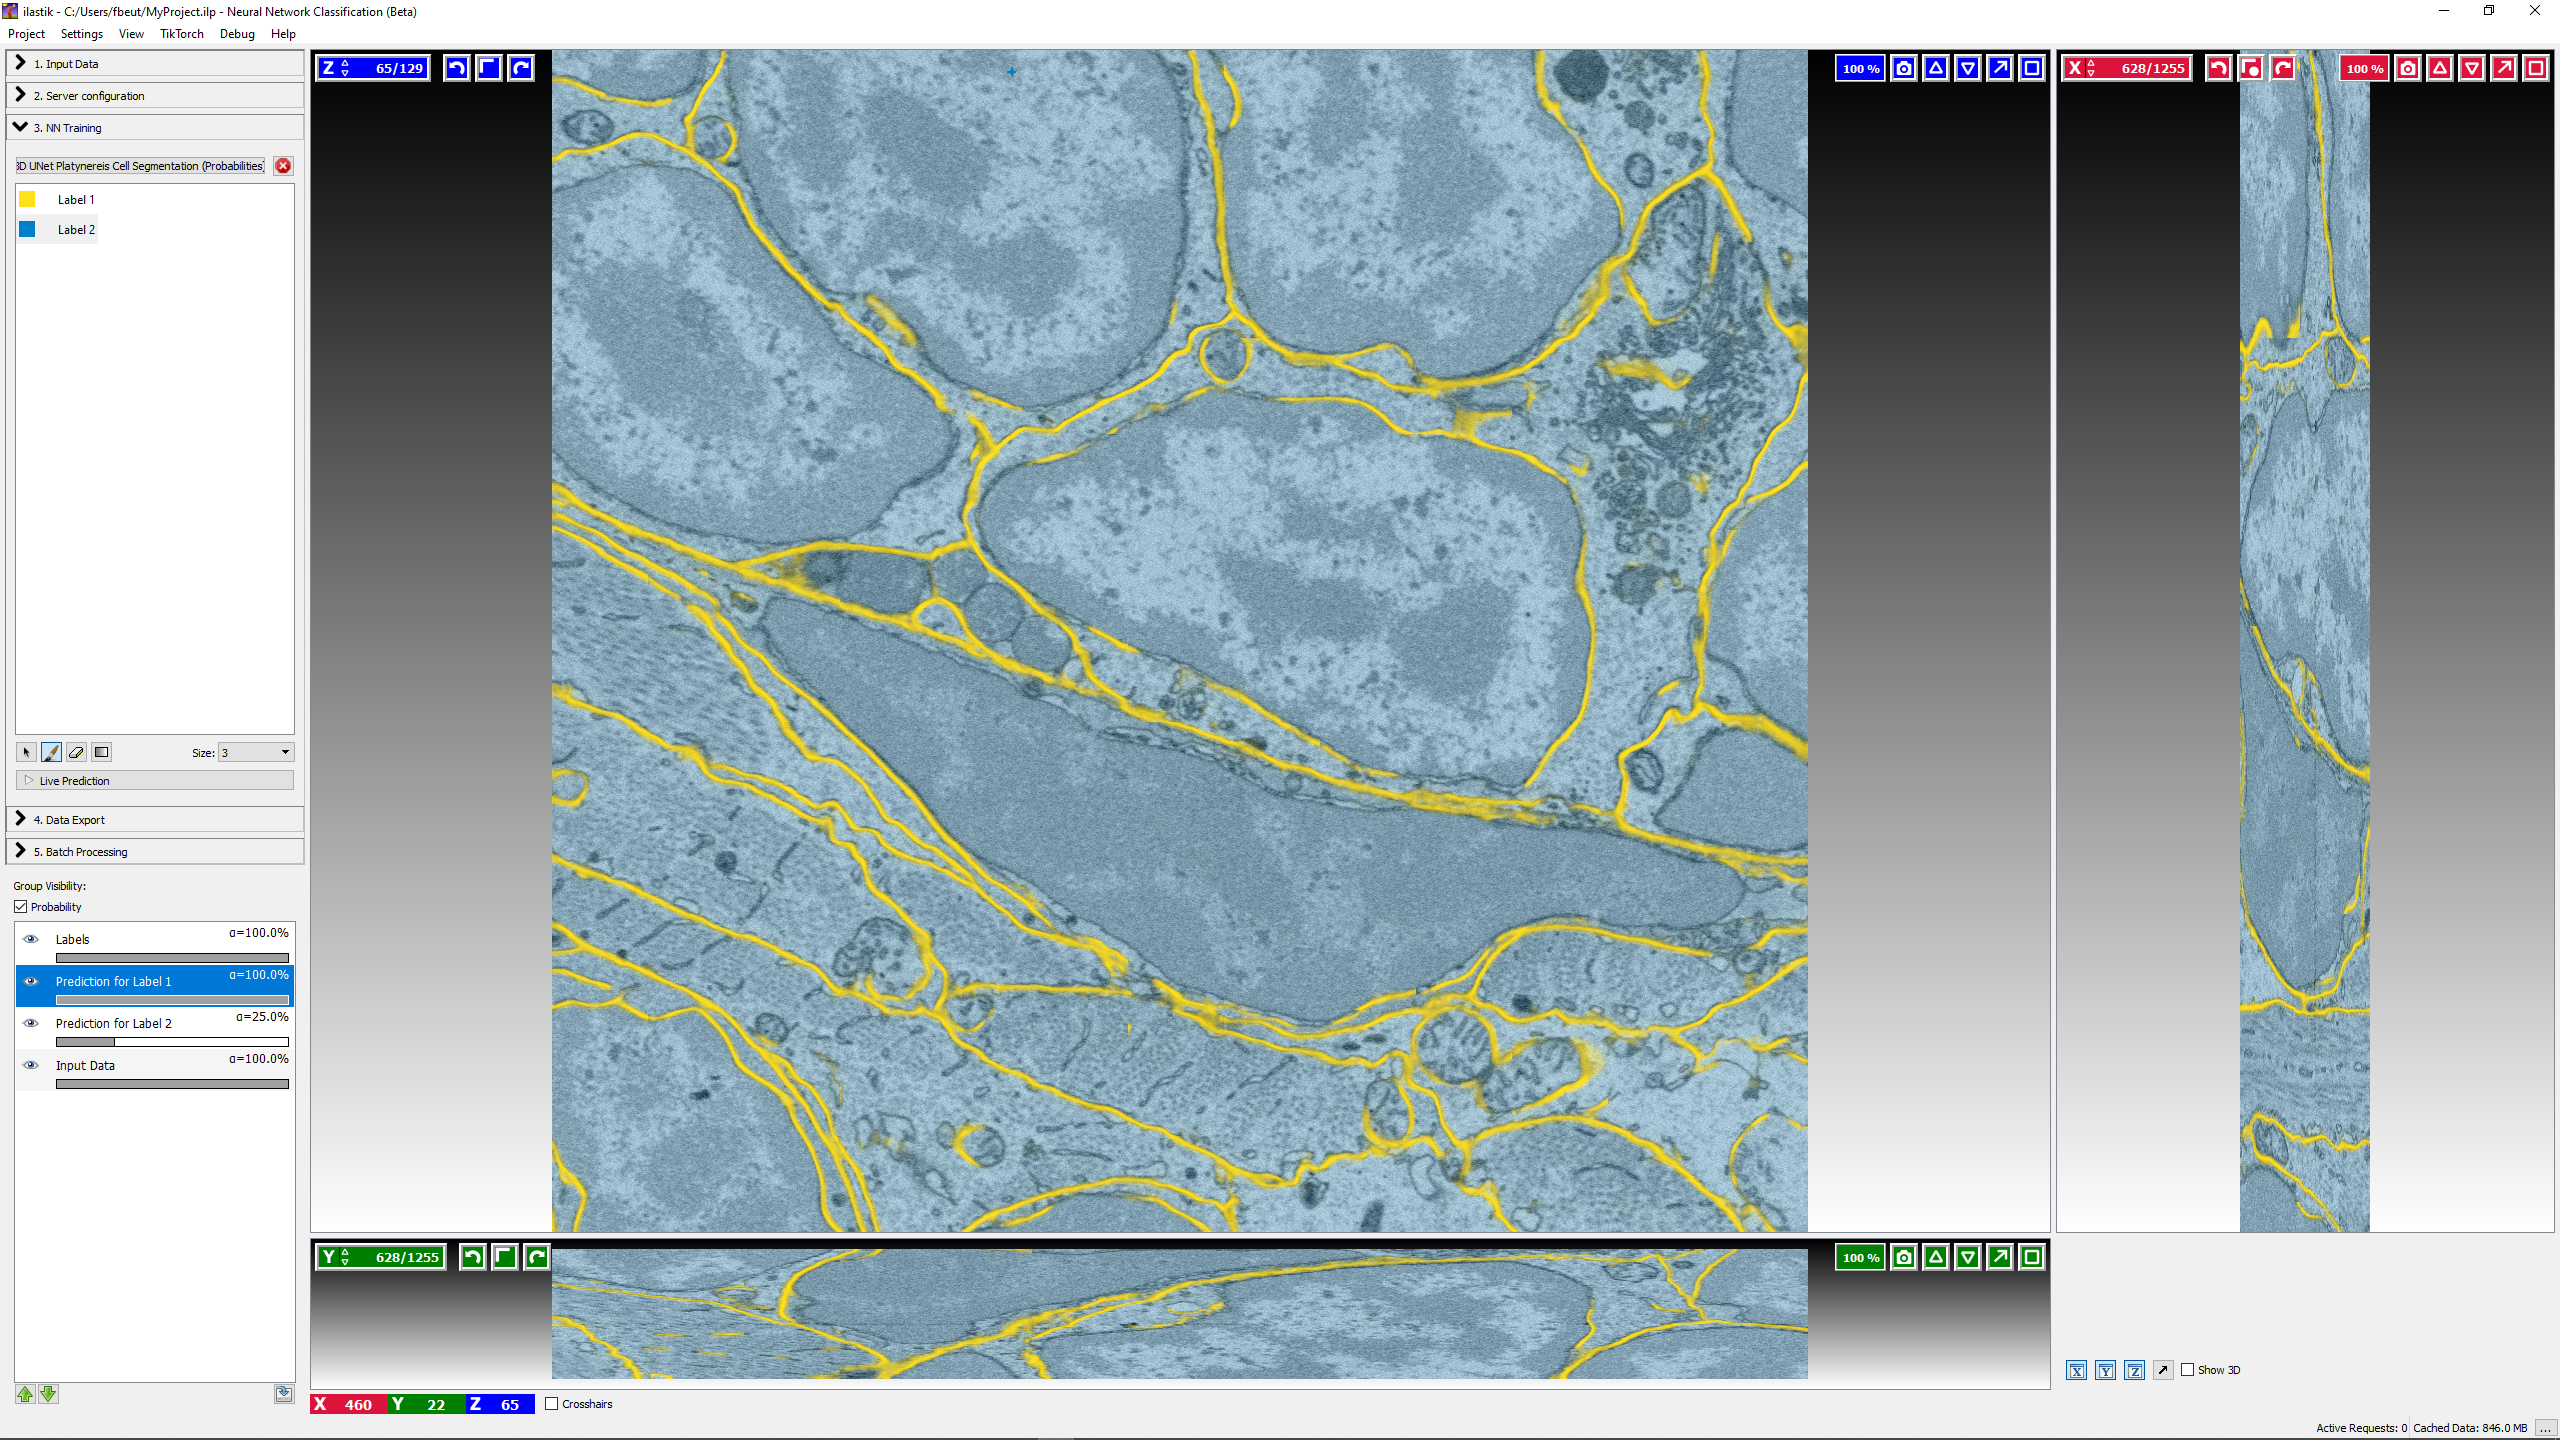 ilastik - C:/Users/fbeut/MyProject.ilp - Neural Network Classification (Beta)
Project Settings View TikTorch Debug Help
1. Input Data
2. Server configuration
3. NN Training
3D UNet Platynereis Cell Segmentation (Probabilities)
Label 1
Label 2
Size: 3
Live Prediction
4. Data Export
5. Batch Processing
Group Visibility:
Probability
Labels α=100.0%
Prediction for Label 1 α=100.0%
Prediction for Label 2 α=25.0%
Input Data α=100.0%
Z 65/129
100 %
X 628/1255
100 %
Y 628/1255
100 %
X 460 Y 22 Z 65 Crosshairs
X Y Z Show 3D
Active Requests: 0 Cached Data: 846.0 MB ...